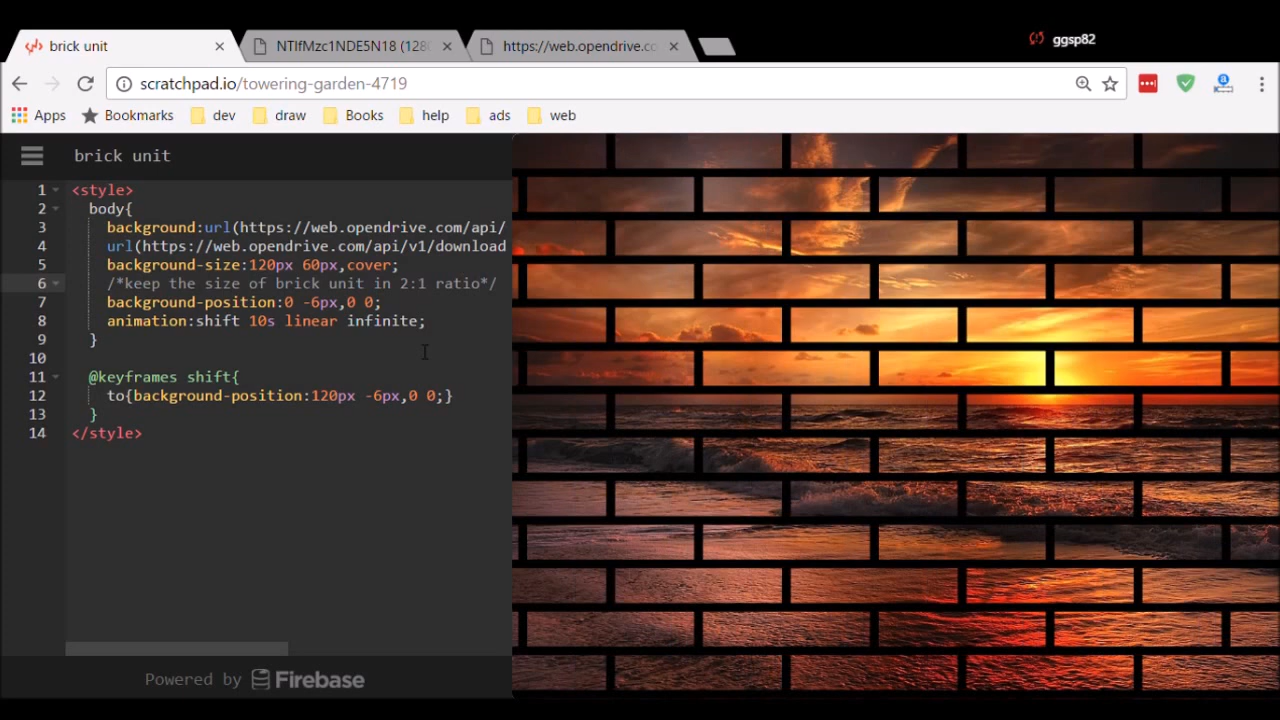 brick unit
NTlfMzc1NDE5N18 (128
https://web.opendrive.co
ggsp82
scratchpad.io/towering-garden-4719
Apps Bookmarks dev draw Books help ads web
brick unit
1 <style>
2 body{
3 background:url(https://web.opendrive.com/api/
4 url(https://web.opendrive.com/api/v1/download
5 background-size:120px 60px,cover;
6 /*keep the size of brick unit in 2:1 ratio*/
7 background-position:0 -6px,0 0;
8 animation:shift 10s linear infinite;
9 }
10
11 @keyframes shift{
12 to{background-position:120px -6px,0 0;}
13 }
14 </style>
Powered by Firebase